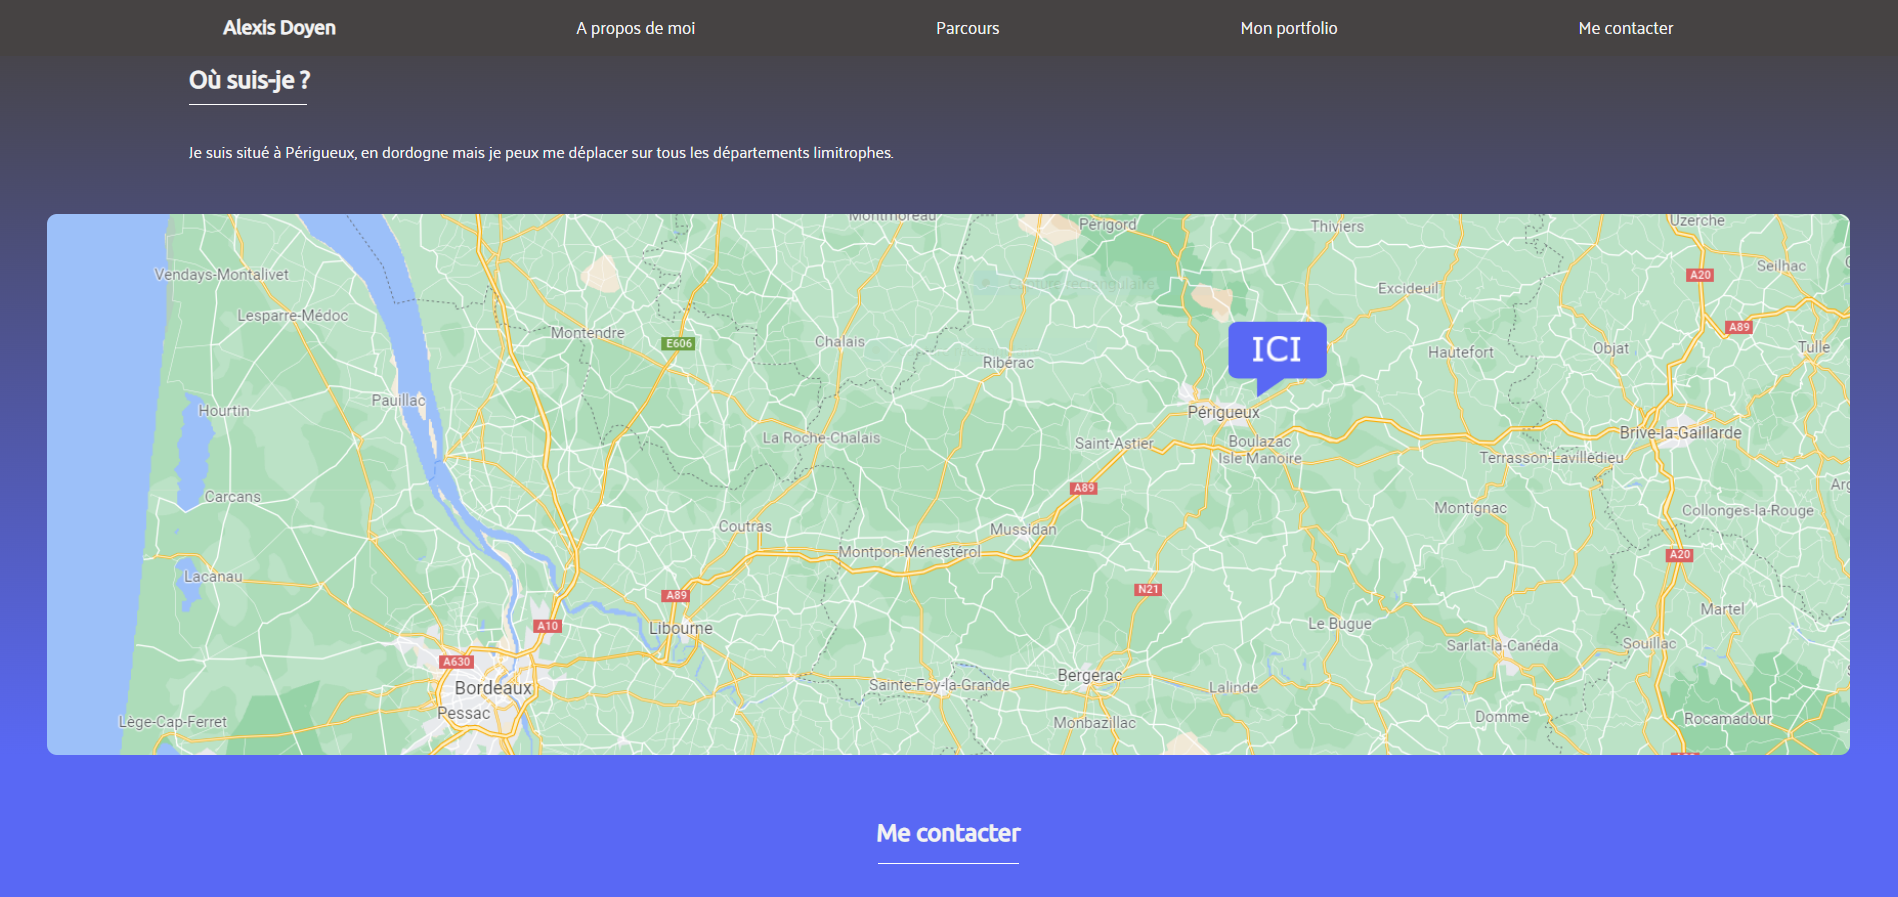 Alexis Doyen
A propos de moi
Parcours
Mon portfolio
Me contacter
Où suis-je ?
Je suis situé à Périgueux, en dordogne mais je peux me déplacer sur tous les départements limitrophes.
Montmoreau
Périgord
Thiviers
Uzerche
Vendays-Montalivet
A20
Seilhac
Capture rectangulaire
Excideuil
Lesparre-Médoc
Montendre
E606
Chalais
A89
ICI
Ribérac
Hautefort
Objat
Tulle
Pauillac
Hourtin
Périgueux
La Roche-Chalais
Saint-Astier
Boulazac
Isle Manoire
Brive-la-Gaillarde
Terrasson-Lavilledieu
Carcans
A89
Montignac
Collonges-la-Rouge
Coutras
Mussidan
Montpon-Ménestérol
A20
Lacanau
A89
N21
Martel
A10
Libourne
Le Bugue
Sarlat-la-Canéda
Souillac
A630
Bordeaux
Sainte-Foy-la-Grande
Bergerac
Lalinde
Pessac
Lège-Cap-Ferret
Monbazillac
Domme
Rocamadour
Me contacter